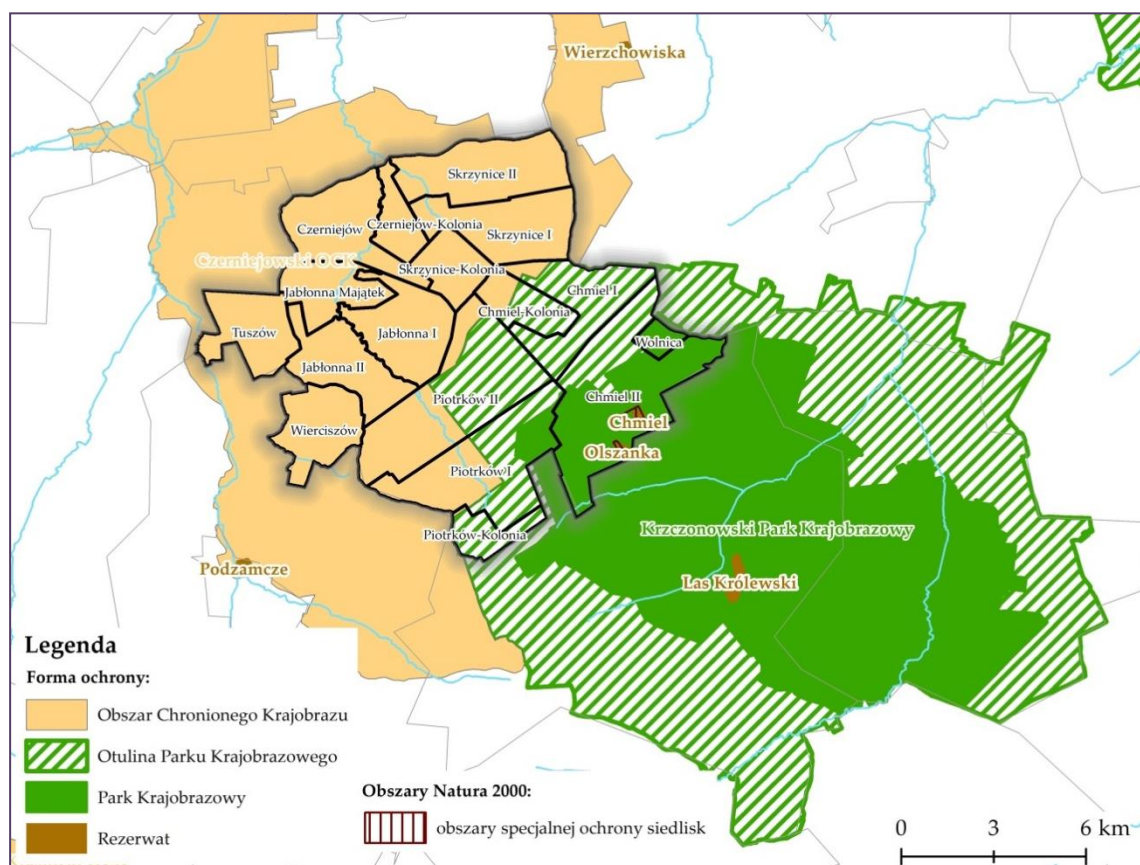 Wierzchowiska
Skrzynice II
Czerniejów-Kolonia
Czerniejów
Skrzynice I
Czerniejowski OCK
Skrzynice-Kolonia
Jabłonna Majątek
Chmiel I
Chmiel-Kolonia
Tuszów
Jabłonna I
Wolnica
Jabłonna II
Piotrków II
Chmiel II
Chmiel
Wierciszów
Olszanka
Piotrków I
Piotrków-Kolonia
Krzczonowski Park Krajobrazowy
Podzamcze
Las Królewski
Legenda
Forma ochrony:
Obszar Chronionego Krajobrazu
Otulina Parku Krajobrazowego
Park Krajobrazowy
Rezerwat
Obszary Natura 2000:
obszary specjalnej ochrony siedlisk
0 3 6 km